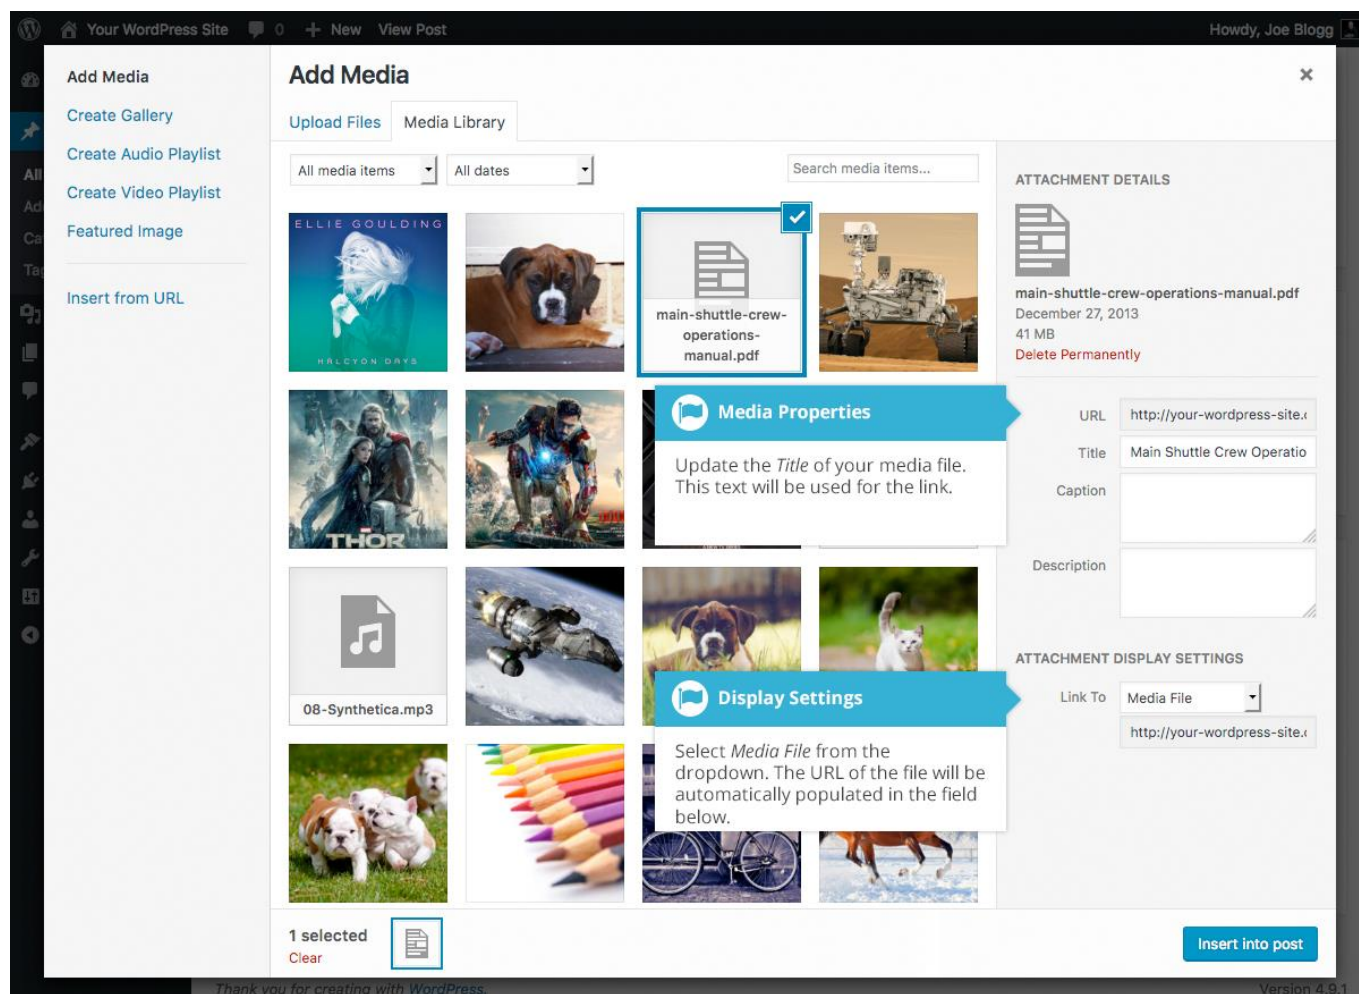 Your WordPress Site 0 + New View Post Howdy, Joe Blogg
Add Media
Create Gallery
Create Audio Playlist
Create Video Playlist
Featured Image
Insert from URL
All
Add Media
Upload Files Media Library
All media items All dates Search media items...
ELLIE GOULDING
HALCYON DAYS
main-shuttle-crew-
operations-
manual.pdf
MARVEL
THOR
Media Properties
Update the Title of your media file.
This text will be used for the link.
08-Synthetica.mp3
Display Settings
Select Media File from the
dropdown. The URL of the file will be
automatically populated in the field
below.
ATTACHMENT DETAILS
main-shuttle-crew-operations-manual.pdf
December 27, 2013
41 MB
Delete Permanently
URL http://your-wordpress-site.
Title Main Shuttle Crew Operatio
Caption
Description
ATTACHMENT DISPLAY SETTINGS
Link To Media File
http://your-wordpress-site.
1 selected
Clear
Insert into post
Thank you for creating with WordPress.
Version 4.9.1